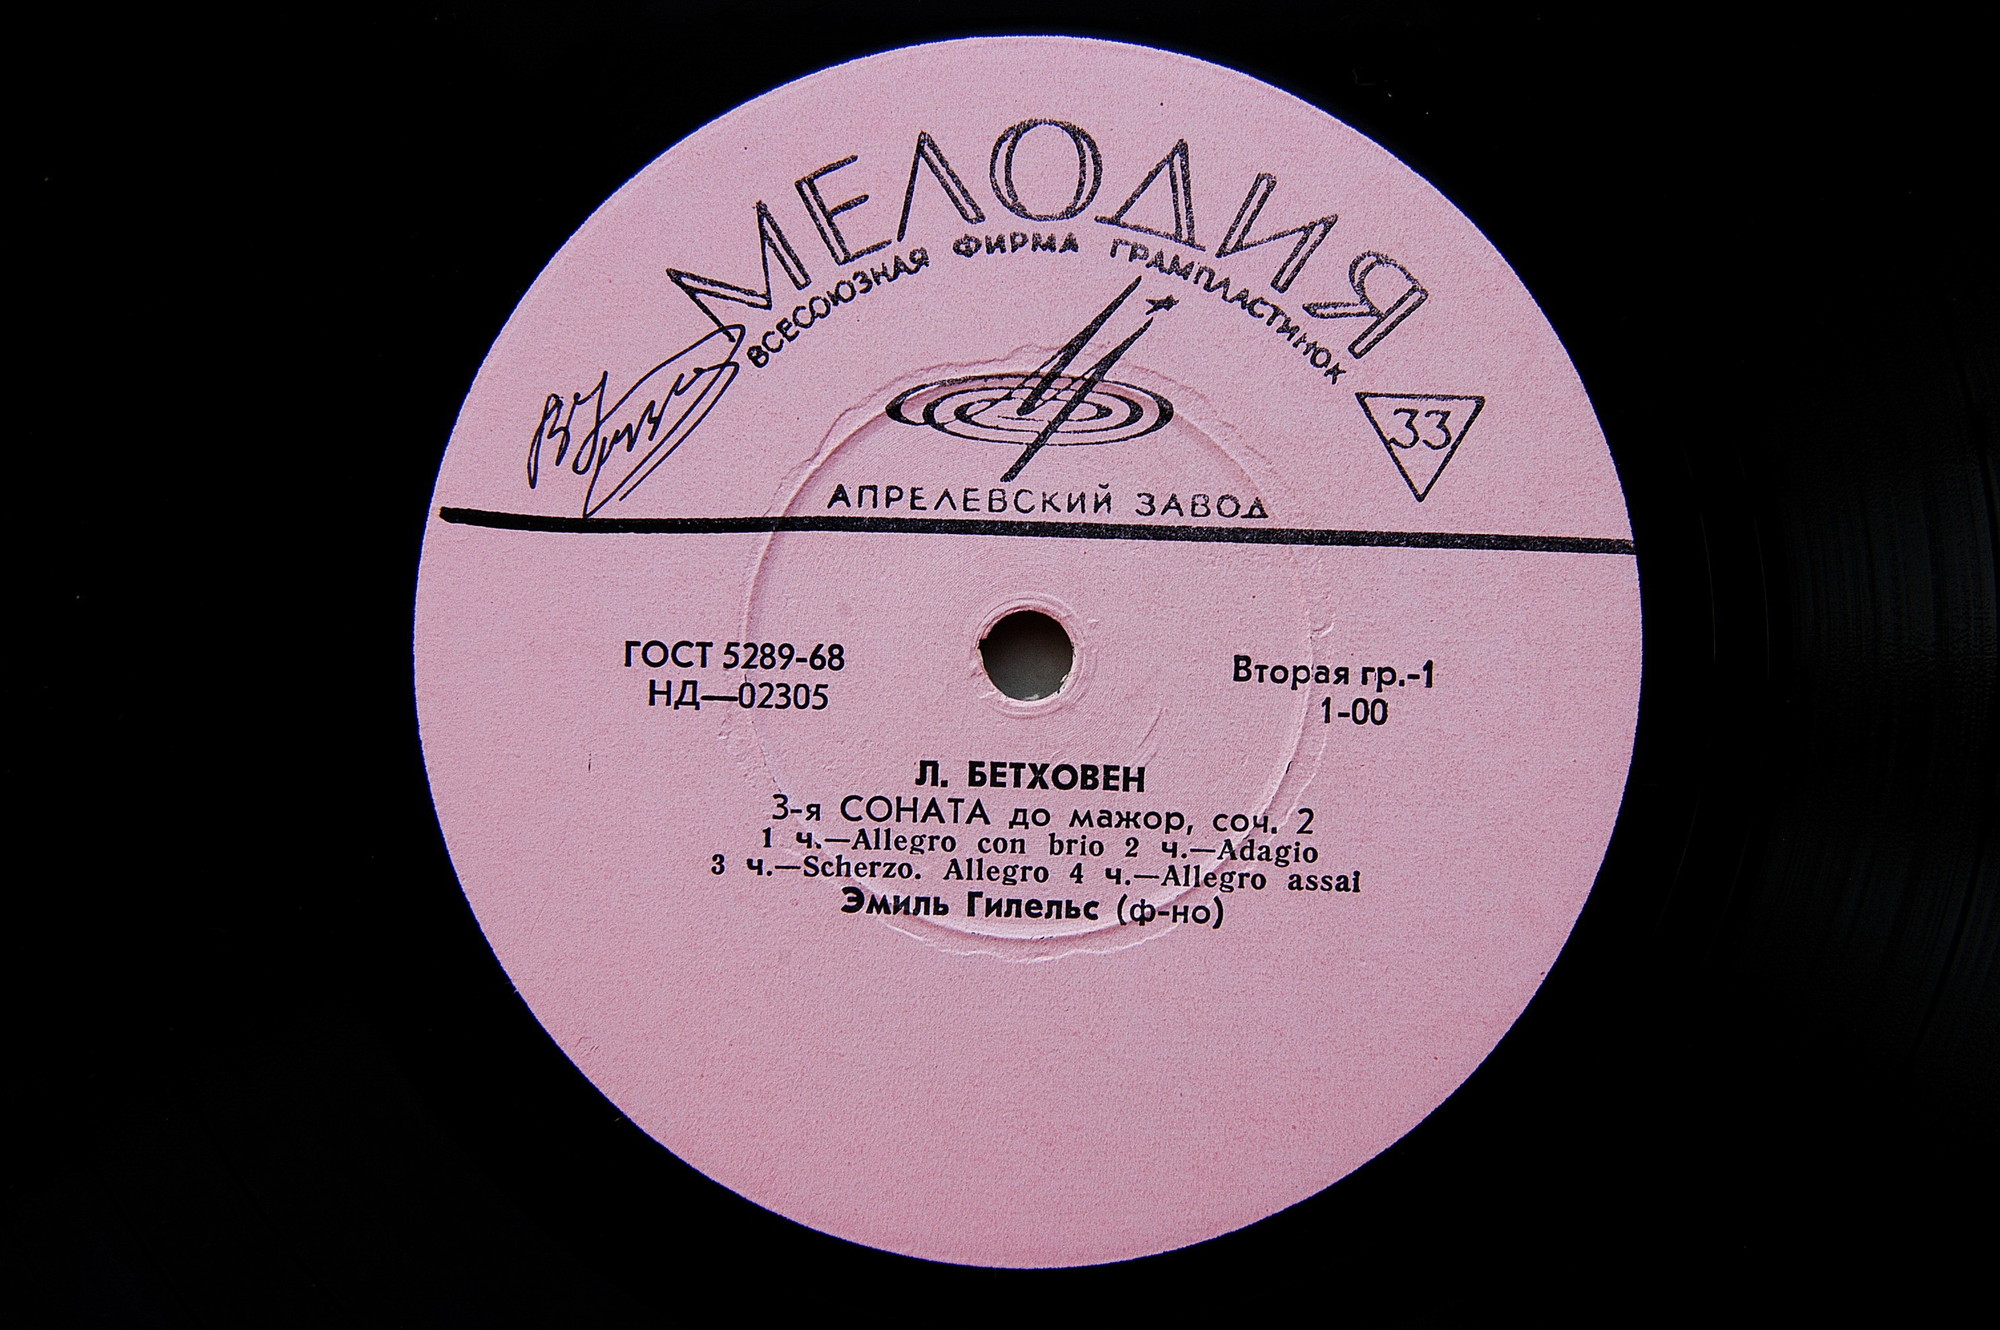 МЕЛОДИЯ
ВСЕСОЮЗНАЯ ФИРМА ГРАМПЛАСТИНОК
33
АПРЕЛЕВСКИЙ ЗАВОД
ГОСТ 5289-68
НД—02305
Вторая гр.-1
1-00
Л. БЕТХОВЕН
3-я СОНАТА до мажор, соч. 2
1 ч.—Allegro con brio 2 ч.—Adagio
3 ч.—Scherzo. Allegro 4 ч.—Allegro assai
Эмиль Гилельс (ф-но)